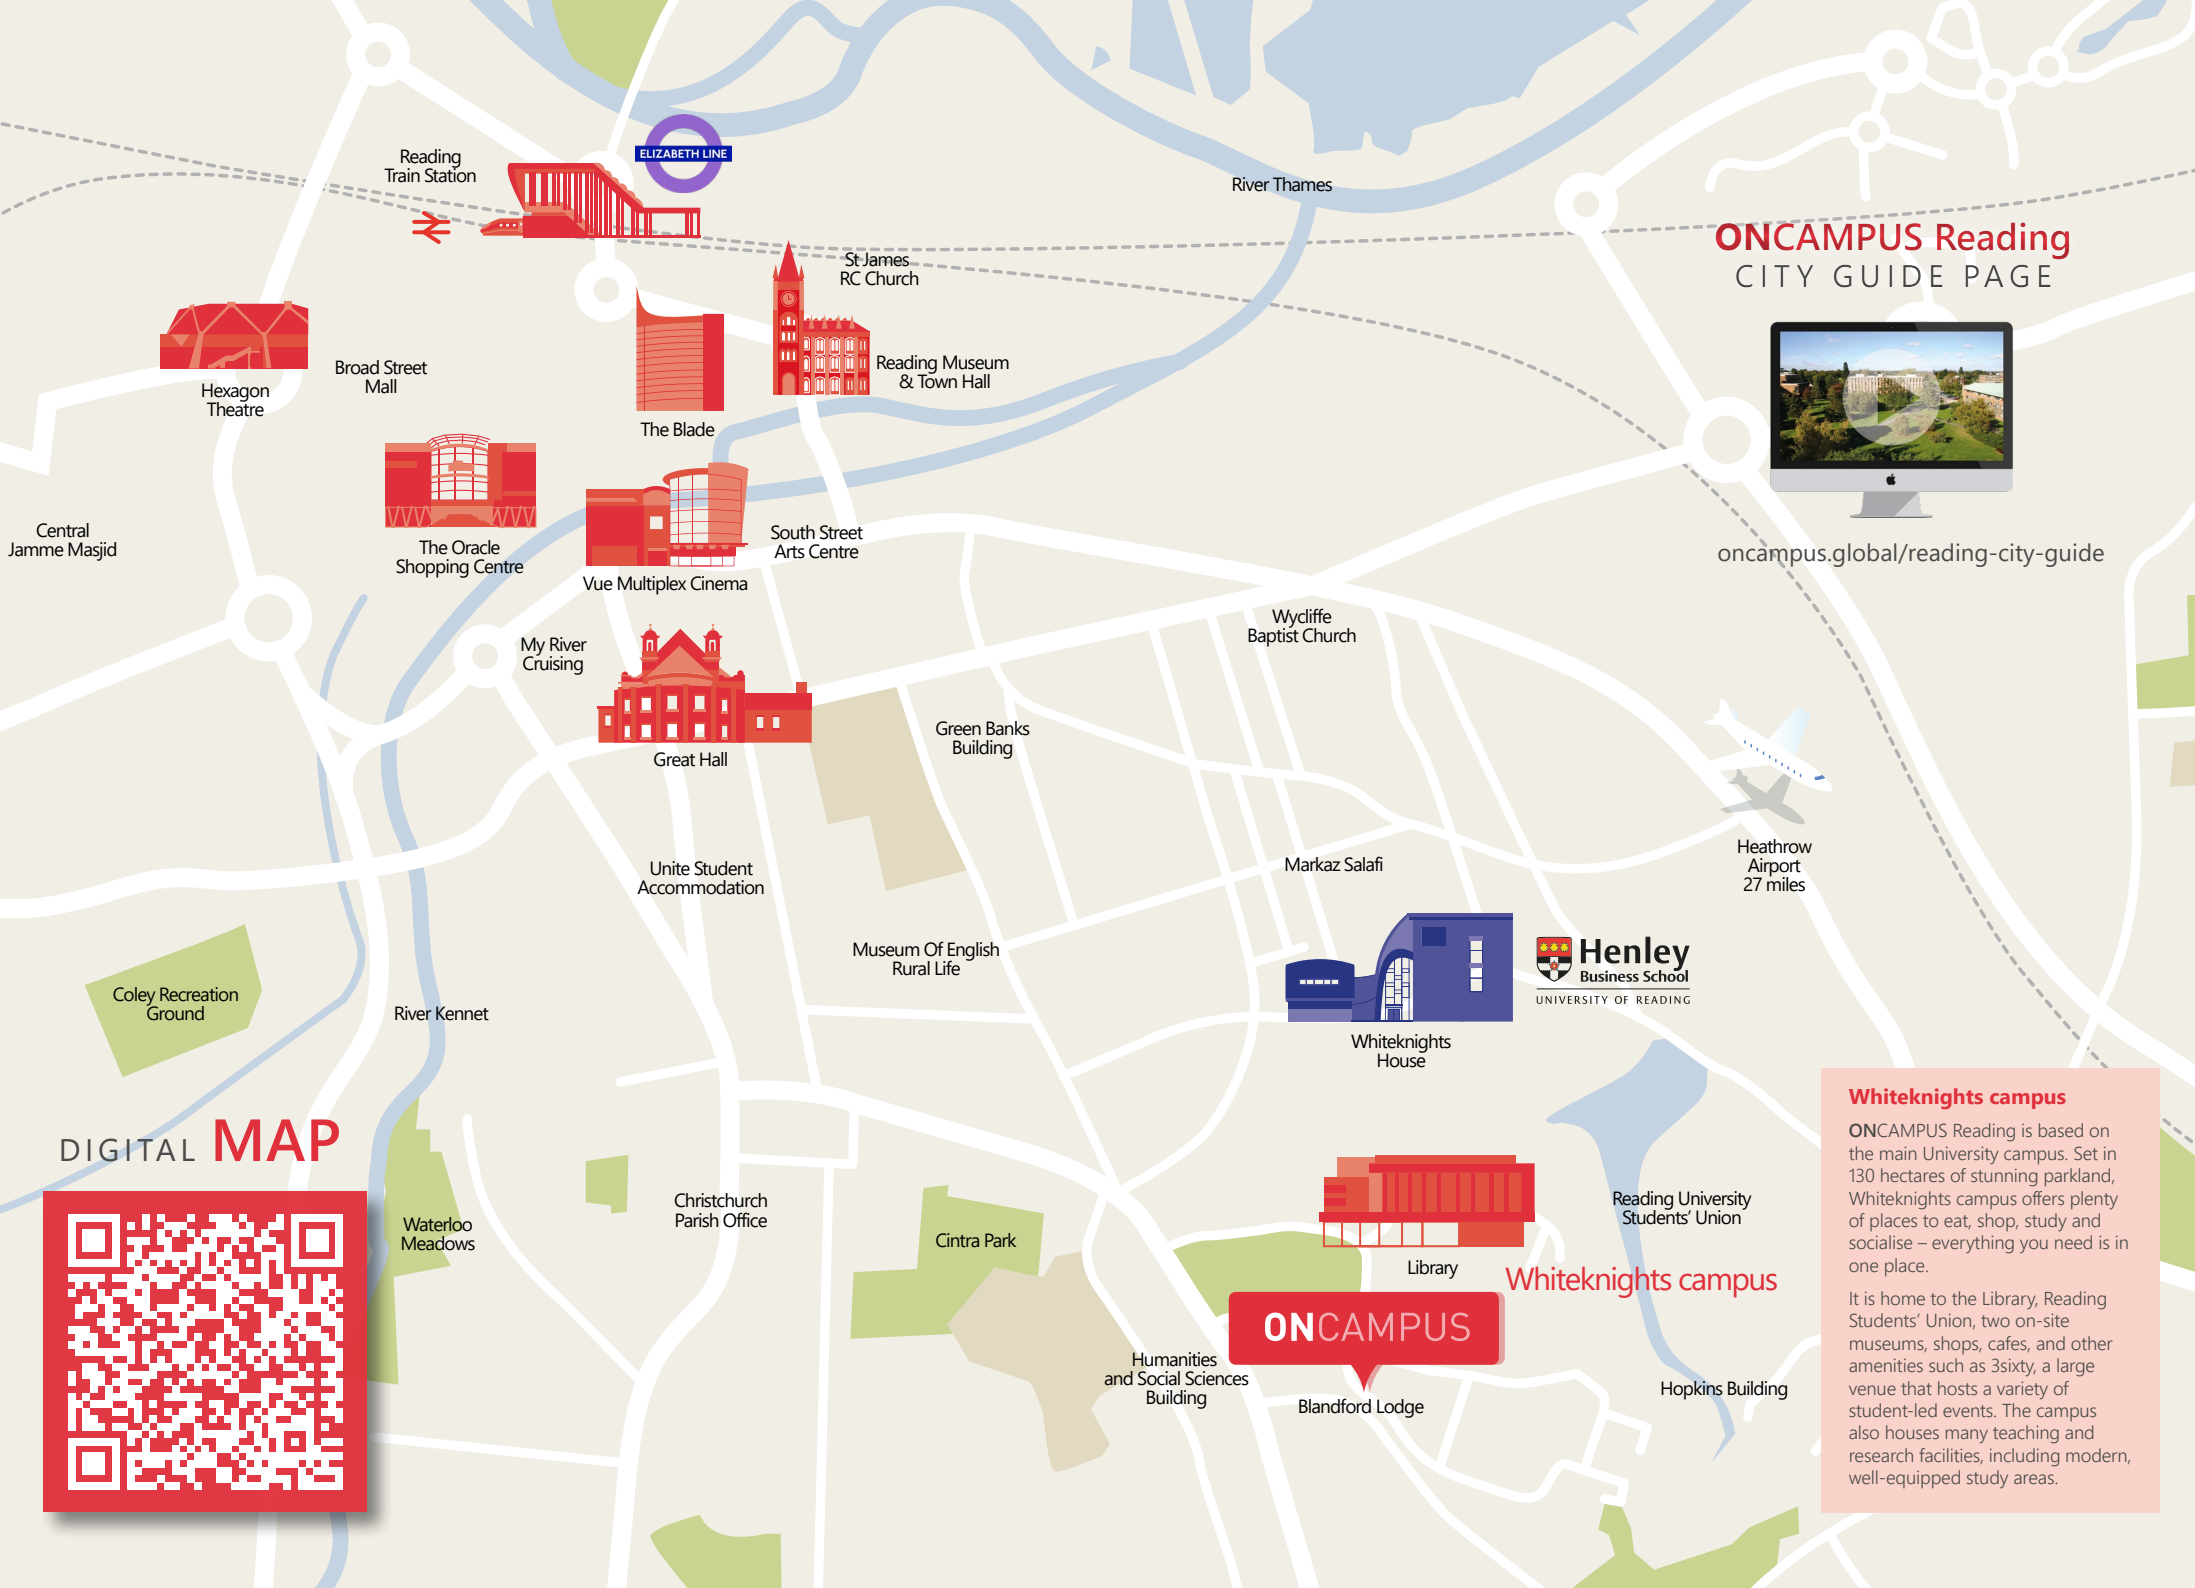 Reading
Train Station
ELIZABETH LINE
River Thames
ONCAMPUS Reading
CITY GUIDE PAGE
oncampus.global/reading-city-guide
St James
RC Church
Hexagon
Theatre
Broad Street
Mall
The Blade
Reading Museum
& Town Hall
Central
Jamme Masjid
The Oracle
Shopping Centre
Vue Multiplex Cinema
South Street
Arts Centre
My River
Cruising
Wycliffe
Baptist Church
Great Hall
Green Banks
Building
Heathrow
Airport
27 miles
Unite Student
Accommodation
Markaz Salafi
Museum Of English
Rural Life
Henley
Business School
UNIVERSITY OF READING
Coley Recreation
Ground
River Kennet
Whiteknights
House
DIGITAL MAP
Waterloo
Meadows
Christchurch
Parish Office
Cintra Park
Reading University
Students' Union
Library
Whiteknights campus
ONCAMPUS
Humanities
and Social Sciences
Building
Blandford Lodge
Hopkins Building
Whiteknights campus
ONCAMPUS Reading is based on
the main University campus. Set in
130 hectares of stunning parkland,
Whiteknights campus offers plenty
of places to eat, shop, study and
socialise – everything you need is in
one place.
It is home to the Library, Reading
Students' Union, two on-site
museums, shops, cafes, and other
amenities such as 3sixty, a large
venue that hosts a variety of
student-led events. The campus
also houses many teaching and
research facilities, including modern,
well-equipped study areas.